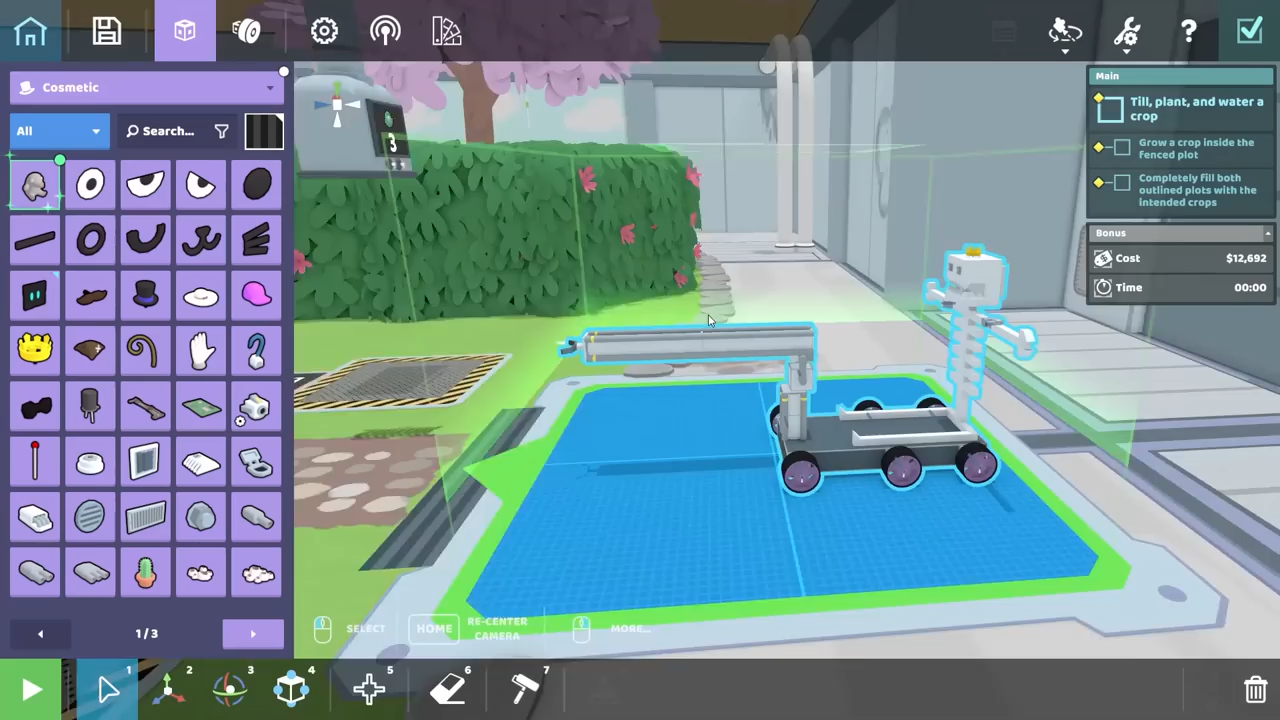 Cosmetic
All
Search...
1/3
3
Main
Till, plant, and water a
crop
Grow a crop inside the
fenced plot
Completely fill both
outlined plots with the
intended crops
Bonus
Cost $12,692
Time 00:00
SELECT
HOME
RE-CENTER
CAMERA
MORE...
1
2
3
4
5
6
7